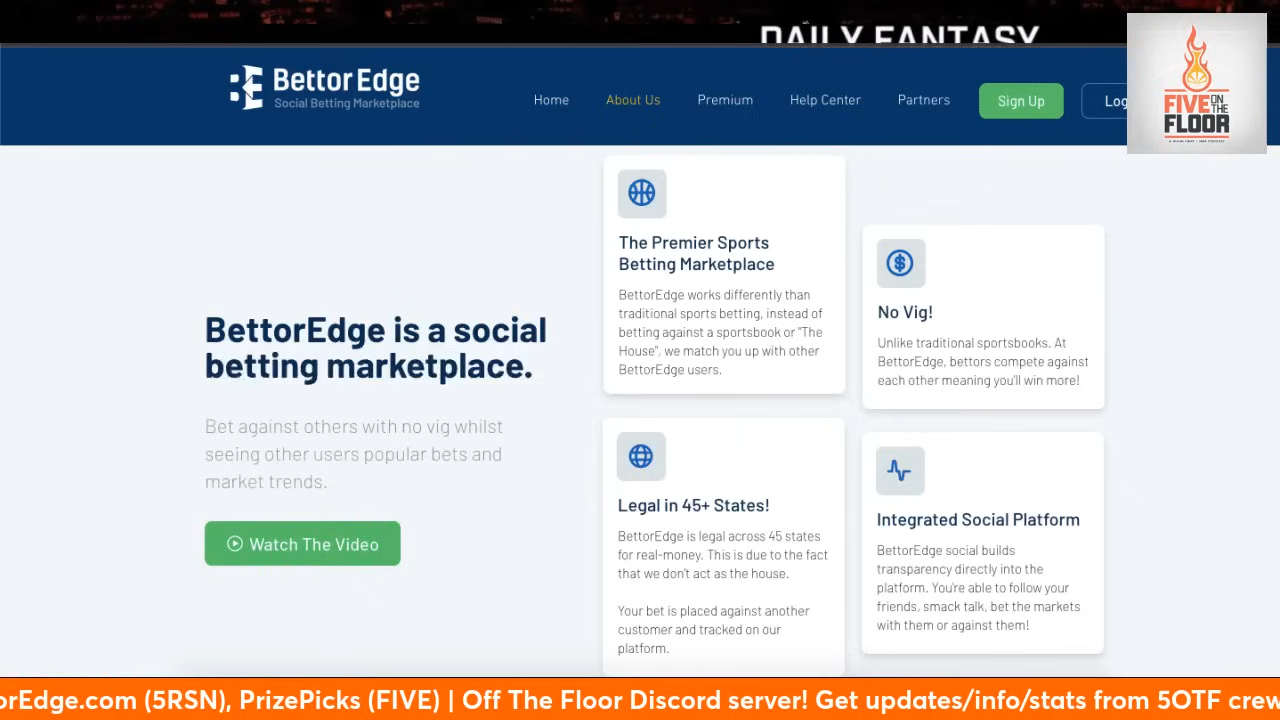 DAILY FANTASY
BettorEdge
Social Betting Marketplace
Home
About Us
Premium
Help Center
Partners
Sign Up
Log
FIVE ON THE
FLOOR
The Premier Sports
Betting Marketplace
BettorEdge works differently than
traditional sports betting, instead of
betting against a sportsbook or "The
House", we match you up with other
BettorEdge users.
No Vig!
Unlike traditional sportsbooks. At
BettorEdge, bettors compete against
each other meaning you'll win more!
BettorEdge is a social
betting marketplace.
Bet against others with no vig whilst
seeing other users popular bets and
market trends.
Watch The Video
Legal in 45+ States!
BettorEdge is legal across 45 states
for real-money. This is due to the fact
that we don't act as the house.
Your bet is placed against another
customer and tracked on our
platform.
Integrated Social Platform
BettorEdge social builds
transparency directly into the
platform. You're able to follow your
friends, smack talk, bet the markets
with them or against them!
orEdge.com (5RSN), PrizePicks (FIVE) | Off The Floor Discord server! Get updates/info/stats from 5OTF crew